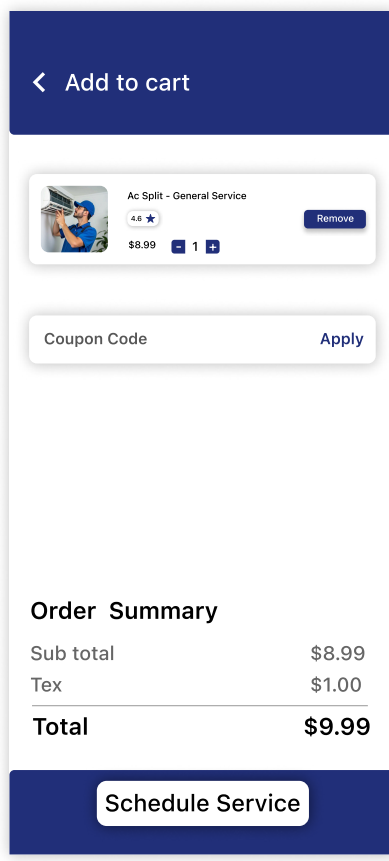 Add to cart
Ac Split - General Service
4.6
Remove
$8.99 - 1 +
Coupon Code Apply
Order Summary
Sub total $8.99
Tex $1.00
Total $9.99
Schedule Service